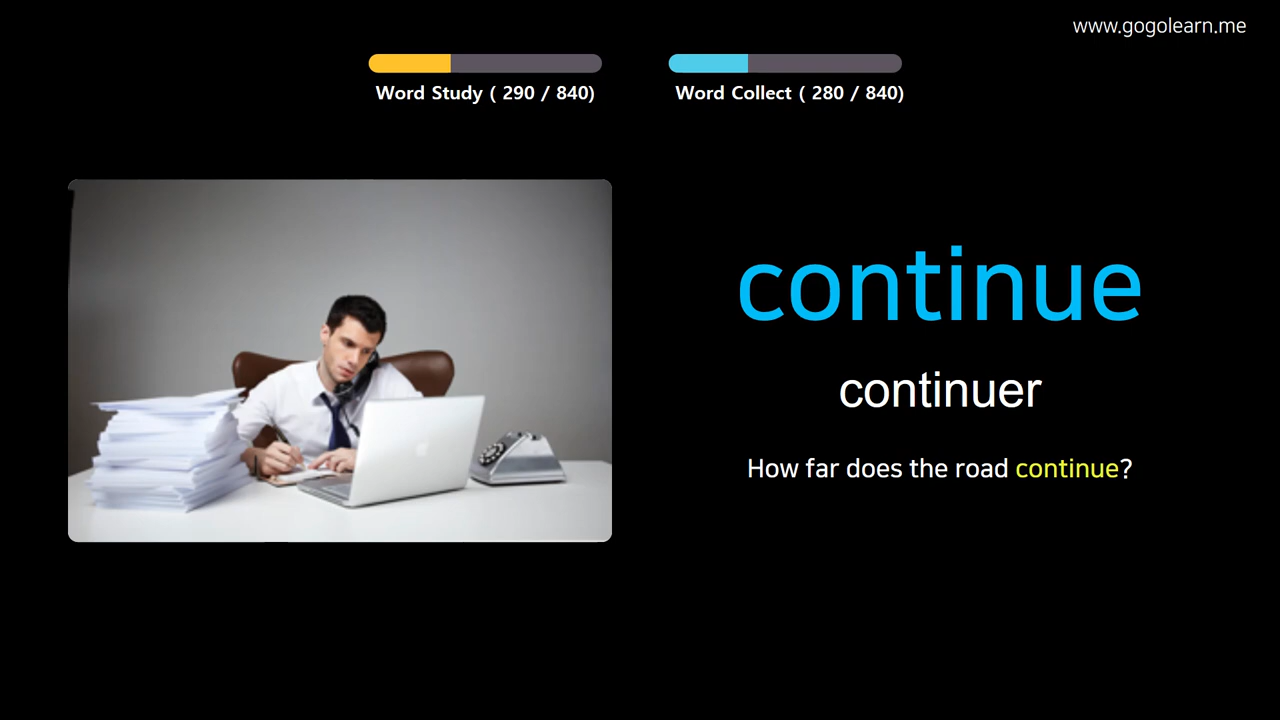 www.gogolearn.me
Word Study ( 290 / 840)
Word Collect ( 280 / 840)
continue
continuer
How far does the road continue?